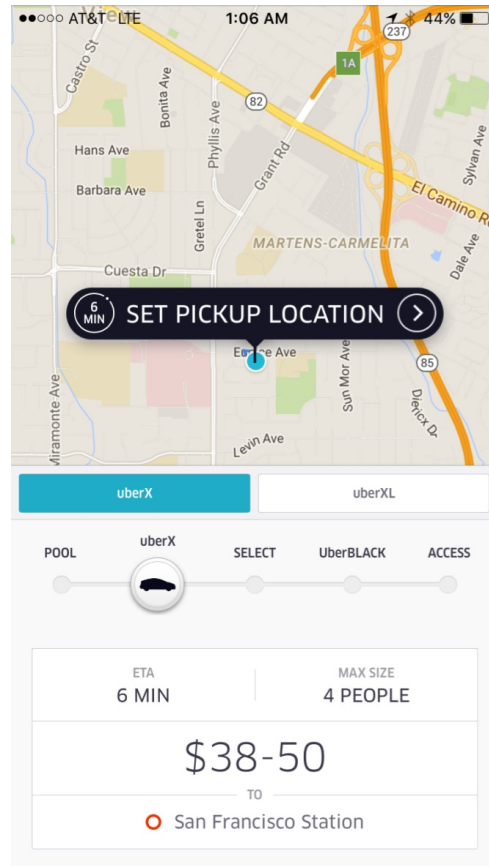 AT&T LTE 1:06 AM 44%
237
Castro St
1A
Bonita Ave
82
Phyllis Ave
Hans Ave
Grant Rd
Sylvan Ave
Barbara Ave
El Camino R
Gretel Ln
MARTENS-CARMELITA
Dale Ave
Cuesta Dr
6 MIN SET PICKUP LOCATION
Ave
85
Sun Mor Ave
Miramonte Ave
Diericx Dr
Levin Ave
uberX uberXL
POOL uberX SELECT UberBLACK ACCESS
ETA MAX SIZE
6 MIN 4 PEOPLE
$38-50
TO
San Francisco Station